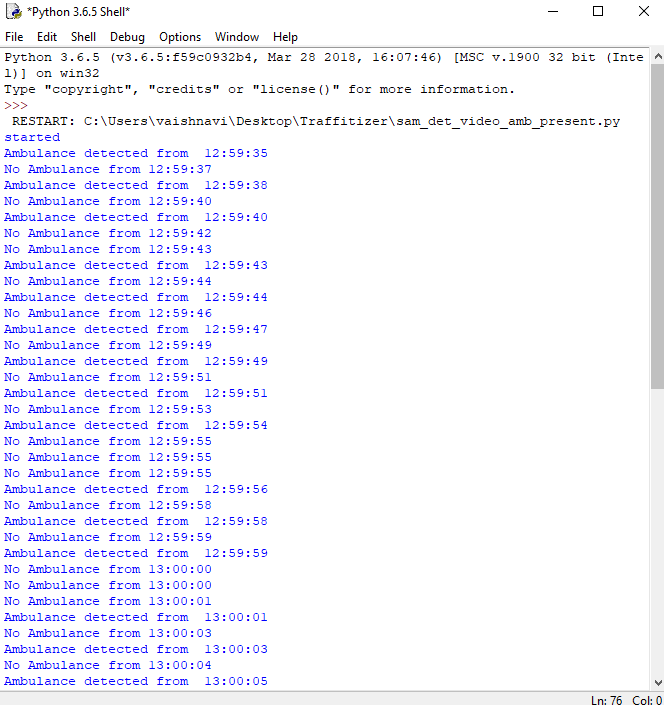 *Python 3.6.5 Shell*
File Edit Shell Debug Options Window Help
Python 3.6.5 (v3.6.5:f59c0932b4, Mar 28 2018, 16:07:46) [MSC v.1900 32 bit (Inte
l)] on win32
Type "copyright", "credits" or "license()" for more information.
>>>
 RESTART: C:\Users\vaishnavi\Desktop\Traffitizer\sam_det_video_amb_present.py
started
Ambulance detected from  12:59:35
No Ambulance from 12:59:37
Ambulance detected from  12:59:38
No Ambulance from 12:59:40
Ambulance detected from  12:59:40
No Ambulance from 12:59:42
No Ambulance from 12:59:43
Ambulance detected from  12:59:43
No Ambulance from 12:59:44
Ambulance detected from  12:59:44
No Ambulance from 12:59:46
Ambulance detected from  12:59:47
No Ambulance from 12:59:49
Ambulance detected from  12:59:49
No Ambulance from 12:59:51
Ambulance detected from  12:59:51
No Ambulance from 12:59:53
Ambulance detected from  12:59:54
No Ambulance from 12:59:55
No Ambulance from 12:59:55
No Ambulance from 12:59:55
Ambulance detected from  12:59:56
No Ambulance from 12:59:58
Ambulance detected from  12:59:58
No Ambulance from 12:59:59
Ambulance detected from  12:59:59
No Ambulance from 13:00:00
No Ambulance from 13:00:00
No Ambulance from 13:00:01
Ambulance detected from  13:00:01
No Ambulance from 13:00:03
Ambulance detected from  13:00:03
No Ambulance from 13:00:04
Ambulance detected from  13:00:05
Ln: 76 Col: 0